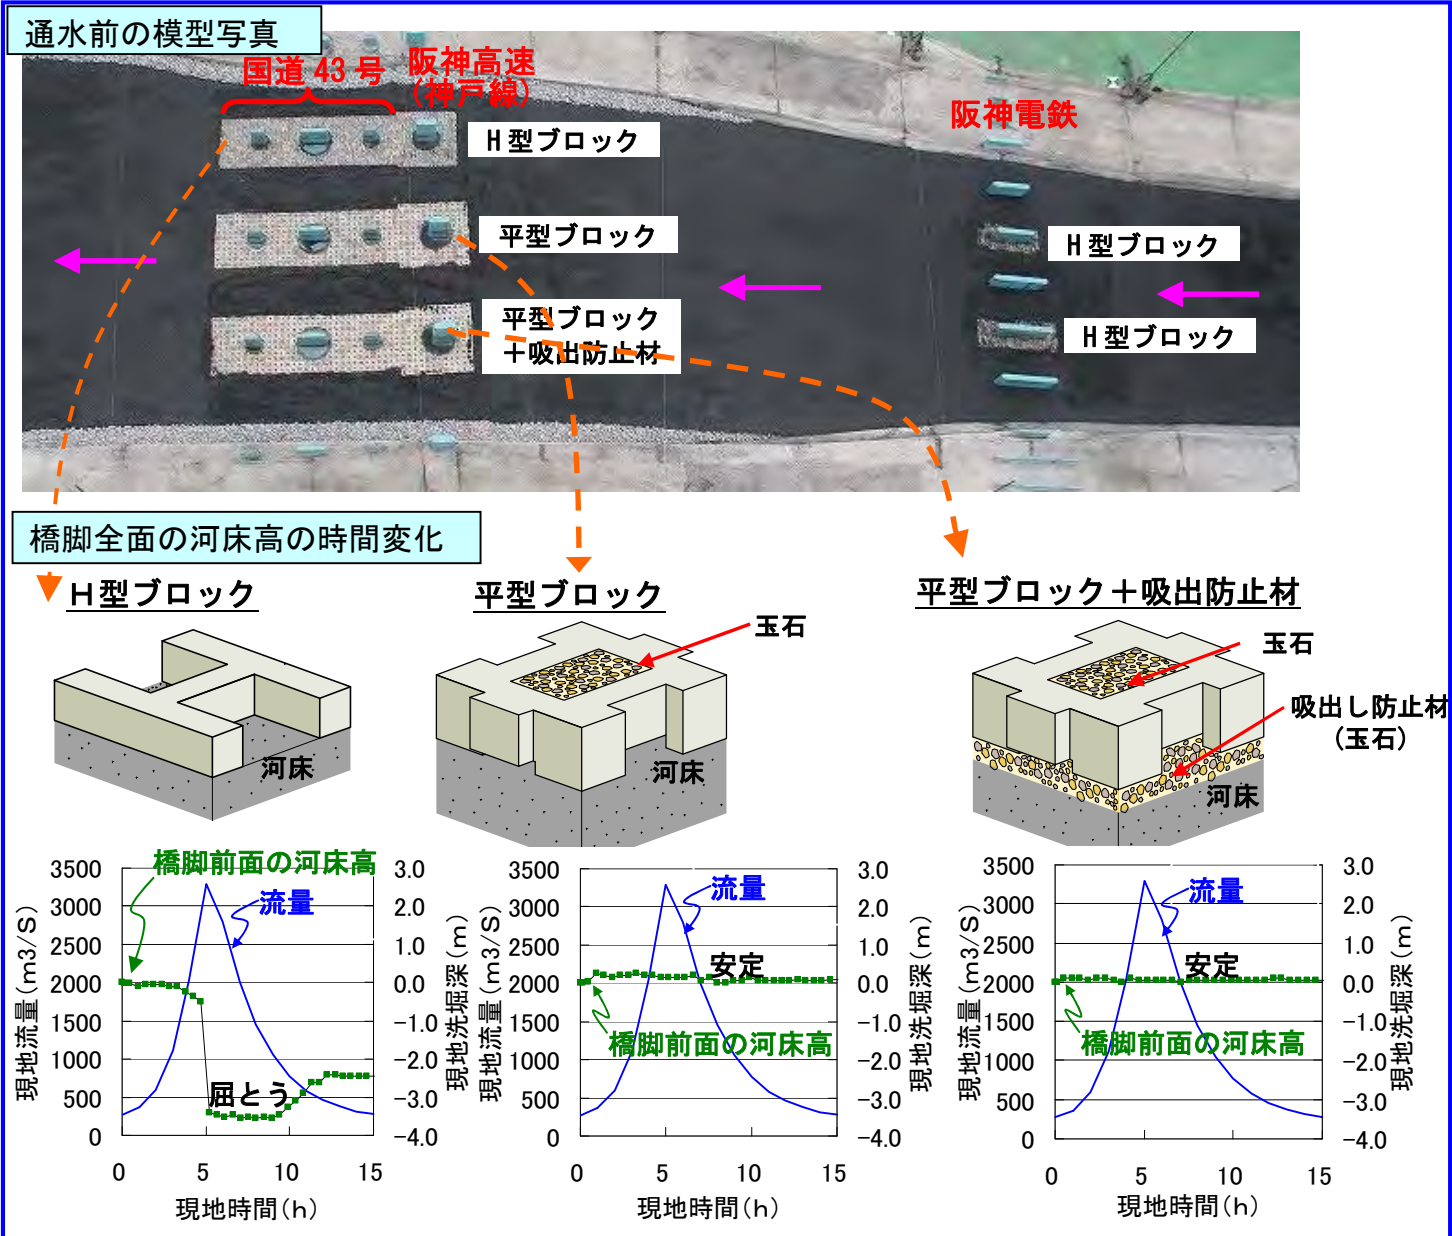 通水前の模型写真
国道43号
阪神高速
(神戸線)
阪神電鉄
H型ブロック
平型ブロック
平型ブロック
+吸出防止材
H型ブロック
H型ブロック
橋脚全面の河床高の時間変化
H型ブロック
平型ブロック
平型ブロック+吸出防止材
河床
玉石
河床
玉石
吸出し防止材
(玉石)
河床
現地流量(m3/S)
3500
3000
2500
2000
1500
1000
500
0
橋脚前面の河床高
流量
屈とう
3.0
2.0
1.0
0.0
-1.0
-2.0
-3.0
-4.0
現地洗堀深(m)
0 5 10 15
現地時間(h)
現地流量(m3/S)
3500
3000
2500
2000
1500
1000
500
0
流量
安定
橋脚前面の河床高
3.0
2.0
1.0
0.0
-1.0
-2.0
-3.0
-4.0
現地洗堀深(m)
0 5 10 15
現地時間(h)
現地流量(m3/S)
3500
3000
2500
2000
1500
1000
500
0
流量
安定
橋脚前面の河床高
3.0
2.0
1.0
0.0
-1.0
-2.0
-3.0
-4.0
現地洗堀深(m)
0 5 10 15
現地時間(h)